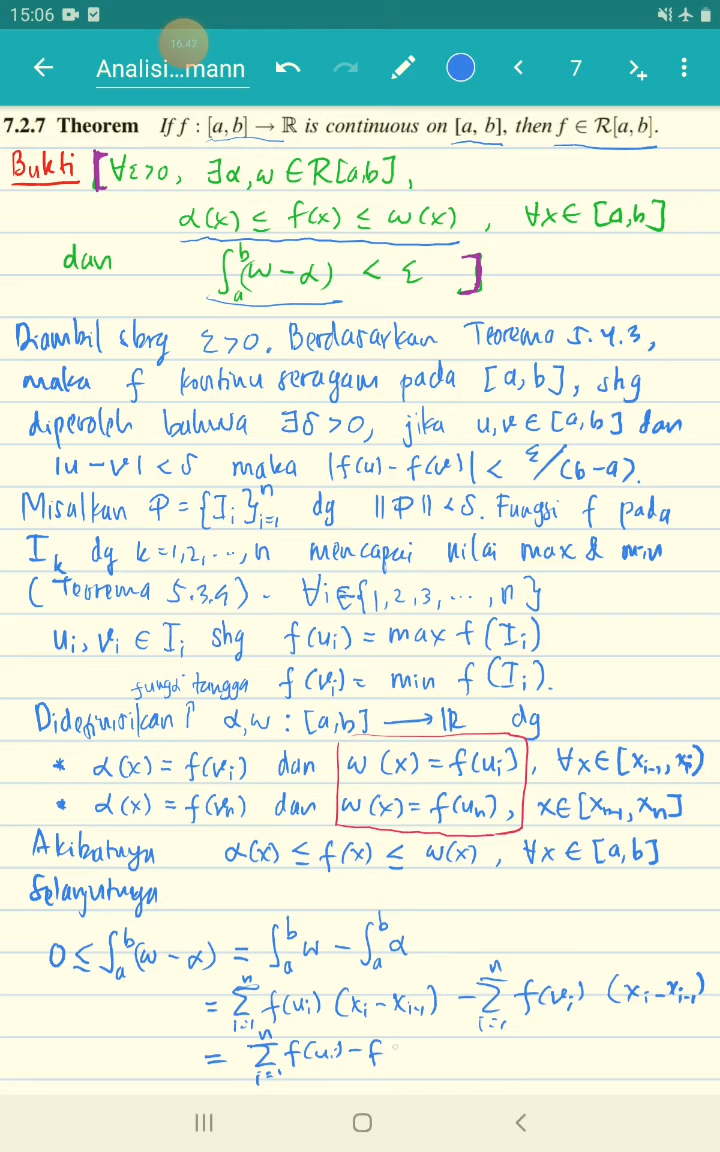 15:06
16.42
Analisi...mann
7
7.2.7 Theorem If f : [a, b] → ℝ is continuous on [a, b], then f ∈ R[a, b].
Bukti [∀ε>0, ∃α,ω ∈ R[a,b],
α(x) ≤ f(x) ≤ ω(x) , ∀x∈ [a,b]
dan ∫ₐᵇ(ω-α) < ε ]
Diambil sbrg ε>0. Berdasarkan Teorema 5.4.3,
maka f kontinu seragam pada [a,b], shg
diperoleh bahwa ∃δ>0, jika u,v∈[a,b] dan
|u-v|<δ maka |f(u)-f(v)|< ε/(b-a).
Misalkan P = {Iᵢ}ⁿᵢ₌₁ dg ||P||<δ. Fungsi f pada
Iₖ dg k=1,2,...,n mencapai nilai max & min
(Teorema 5.3.4). ∀i∈{1,2,3,...,n}
uᵢ, vᵢ ∈ Iᵢ shg f(uᵢ) = max f(Iᵢ)
fungsi tangga f(vᵢ) = min f(Iᵢ).
Didefinisikan ↑ α,ω : [a,b] → ℝ dg
* α(x) = f(vᵢ) dan ω(x) = f(uᵢ), ∀x∈[xᵢ₋₁, xᵢ)
* α(x) = f(vₙ) dan ω(x) = f(uₙ), x∈[xₙ₋₁, xₙ]
Akibatnya α(x) ≤ f(x) ≤ ω(x) , ∀x ∈ [a,b]
Selanjutnya
0 ≤ ∫ₐᵇ(ω-α) = ∫ₐᵇ ω - ∫ₐᵇ α
= Σⁿᵢ₌₁ f(uᵢ) (xᵢ - xᵢ₋₁) - Σⁿᵢ₌₁ f(vᵢ) (xᵢ - xᵢ₋₁)
= Σⁿᵢ₌₁ f(uᵢ) - f